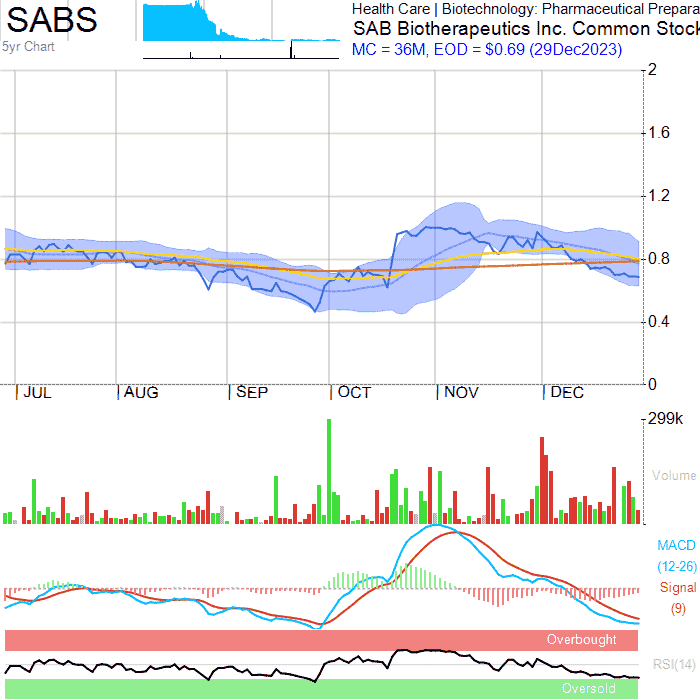 SABS
5yr Chart
Health Care | Biotechnology: Pharmaceutical Prepara
SAB Biotherapeutics Inc. Common Stock
MC = 36M, EOD = $0.69 (29Dec2023)
2
1.6
1.2
0.8
0.4
0
JUL AUG SEP OCT NOV DEC
299k
Volume
MACD
(12-26)
Signal
(9)
Overbought
RSI(14)
Oversold